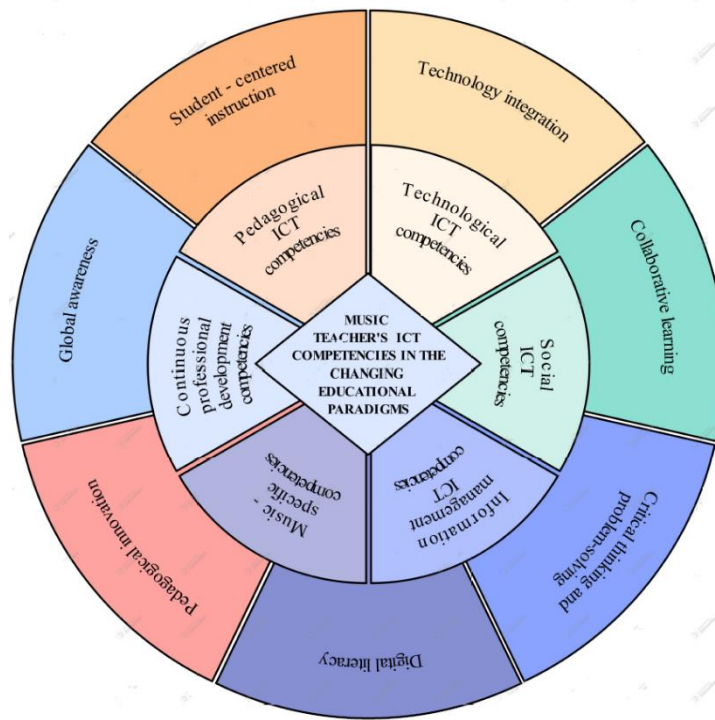 Student - centered
instruction
Technology integration
Global awareness
Pedagogical
ICT
competencies
Technological
ICT
competencies
Collaborative learning
Continuous
professional
development
competencies
MUSIC
TEACHER'S ICT
COMPETENCIES IN THE
CHANGING
EDUCATIONAL
PARADIGMS
Social
ICT
competencies
Music -
specific
competencies
Information
management
ICT
competencies
Pedagogical innovation
Critical thinking and
problem-solving
Digital literacy